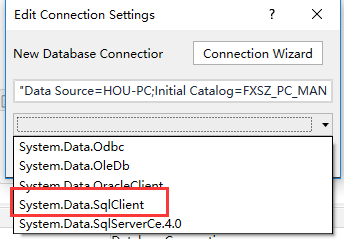 Edit Connection Settings
New Database Connection
Connection Wizard
"Data Source=HOU-PC;Initial Catalog=FXSZ_PC_MAN
System.Data.Odbc
System.Data.OleDb
System.Data.OracleClient
System.Data.SqlClient
System.Data.SqlServerCe.4.0